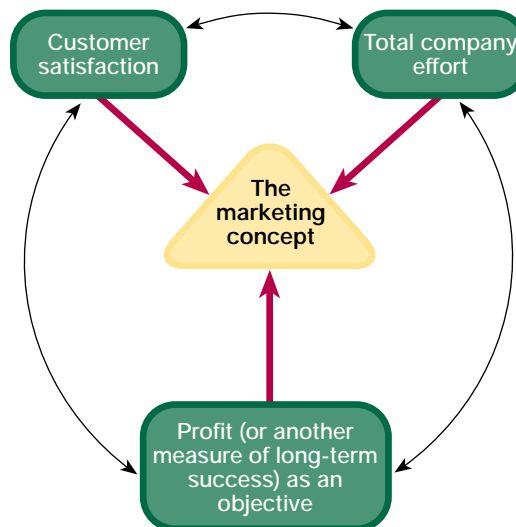 Customer
satisfaction
Total company
effort
The
marketing
concept
Profit (or another
measure of long-term
success) as an
objective